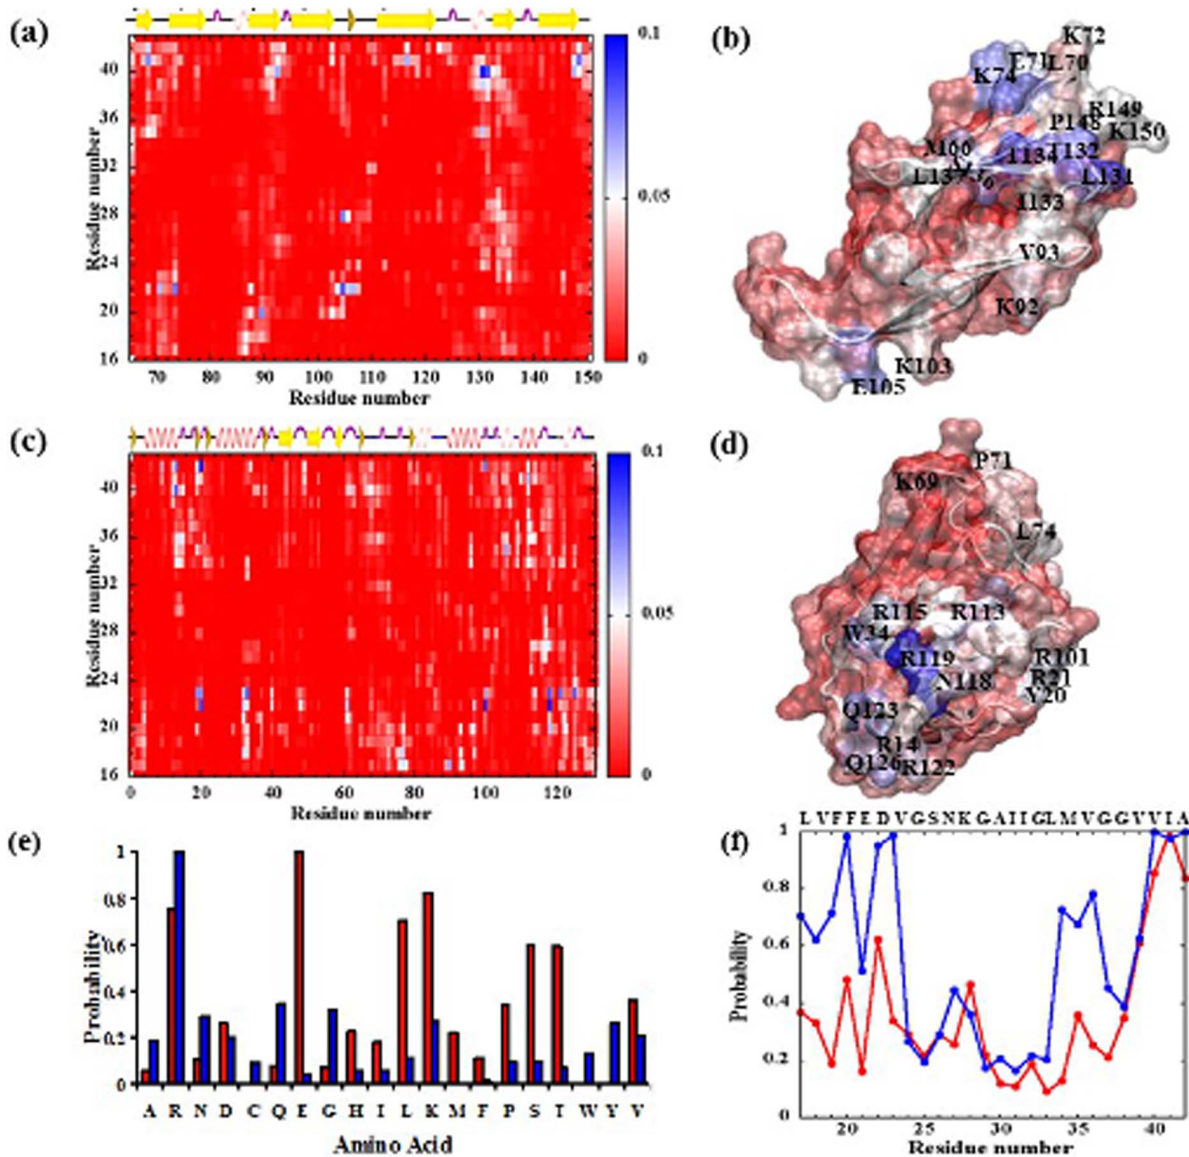 (a)
0.1
40
36
32
28
24
20
16
Residue number
0.05
0
70 80 90 100 110 120 130 140 150
Residue number
(b)
K72
E71 L70
K74
R149
P148
K150
M66
I134 T132
L137
L131
I133
V93
K92
K103
E105
(c)
0.1
40
36
32
28
24
20
16
Residue number
0.05
0
0 20 40 60 80 100 120
Residue number
(d)
P71
K69
L74
R115 R113
W34
R119
R101
N118
R21
Y20
Q123
R14
Q126 R122
(e)
1
0.8
0.6
0.4
0.2
0
Probability
A R N D C Q E G H I L K M F P S T W Y V
Amino Acid
(f)
L V F F E D V G S N K G A I I G L M V G G V V I A
1
0.8
0.6
0.4
0.2
0
Probability
20 25 30 35 40
Residue number